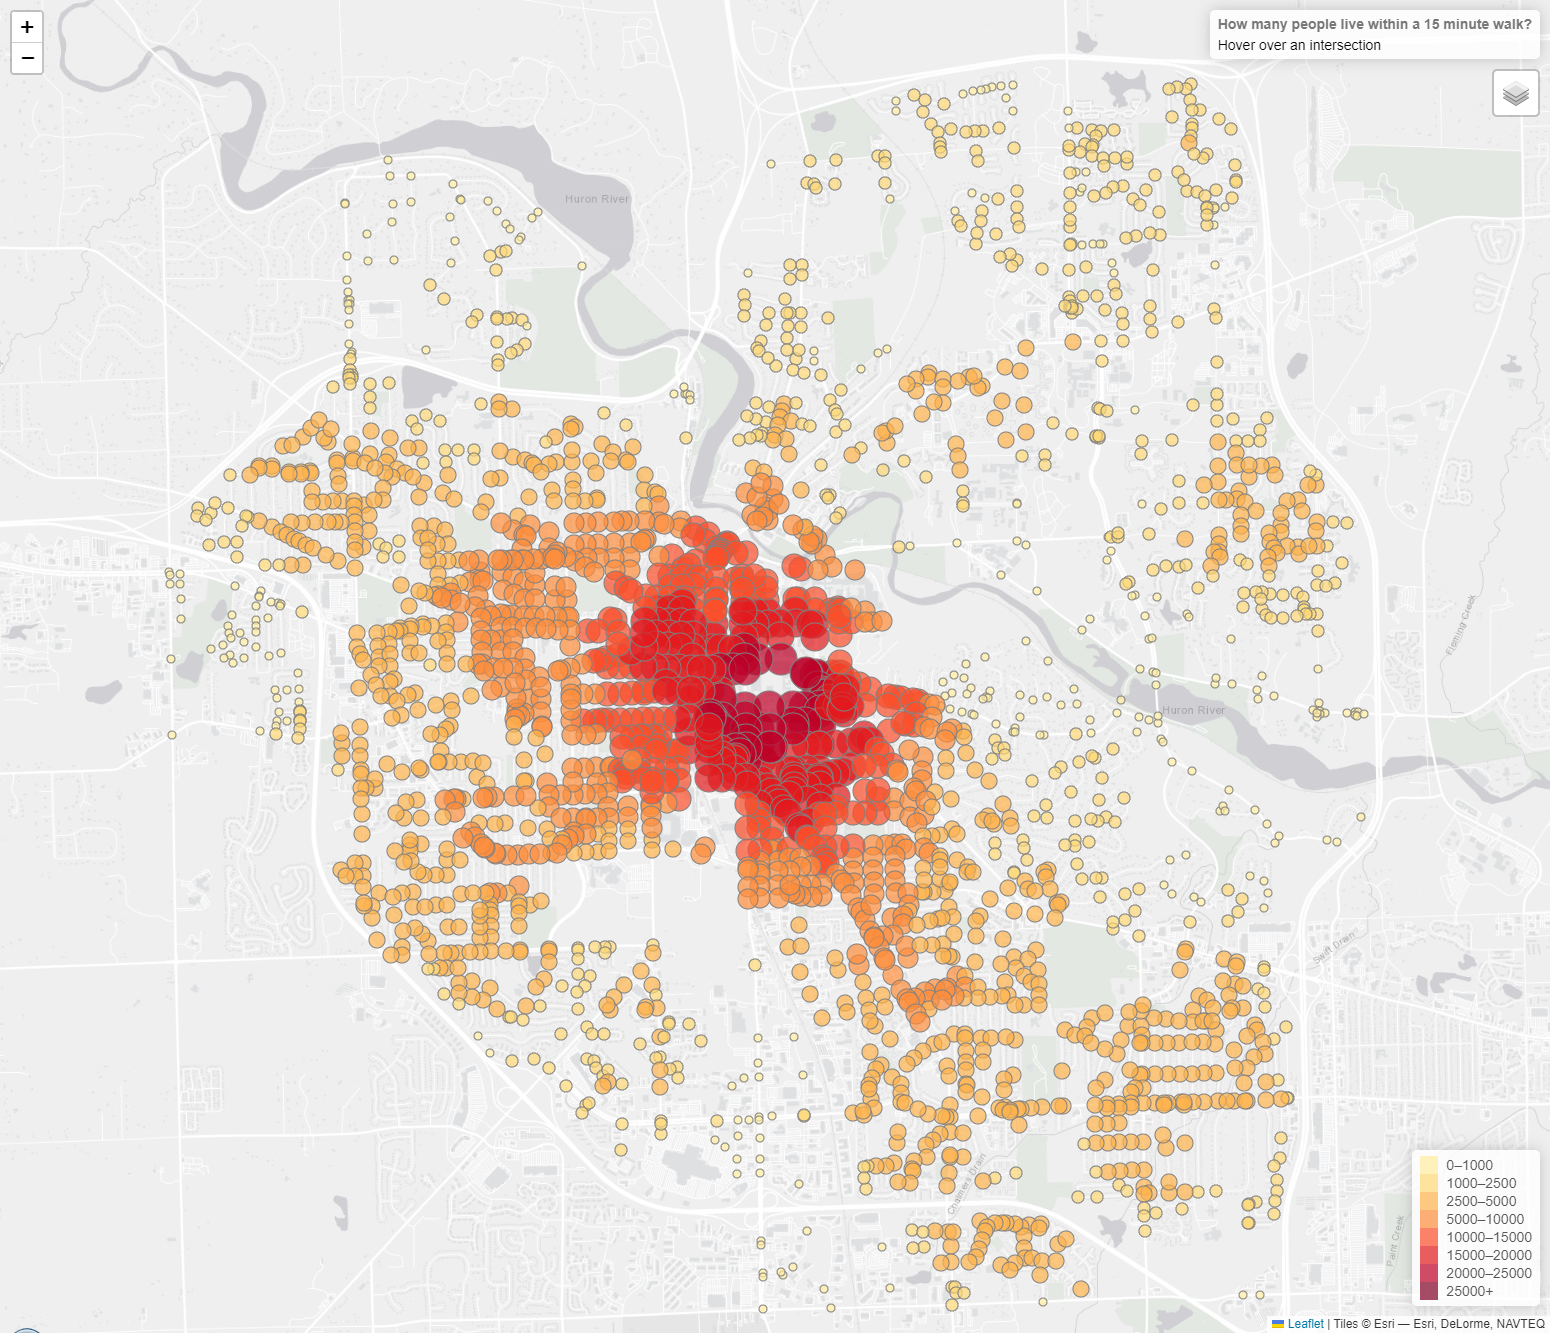 +
−
How many people live within a 15 minute walk?
Hover over an intersection
Huron River
Fleming Creek
Huron River
Swift Drain
Chalmers Drain
Paint Creek
0–1000
1000–2500
2500–5000
5000–10000
10000–15000
15000–20000
20000–25000
25000+
Leaflet | Tiles © Esri — Esri, DeLorme, NAVTEQ